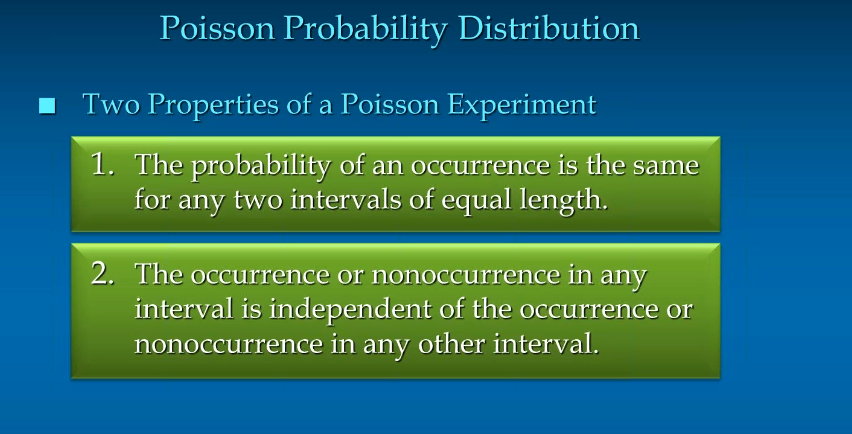 Poisson Probability Distribution
Two Properties of a Poisson Experiment
1. The probability of an occurrence is the same
for any two intervals of equal length.
2. The occurrence or nonoccurrence in any
interval is independent of the occurrence or
nonoccurrence in any other interval.